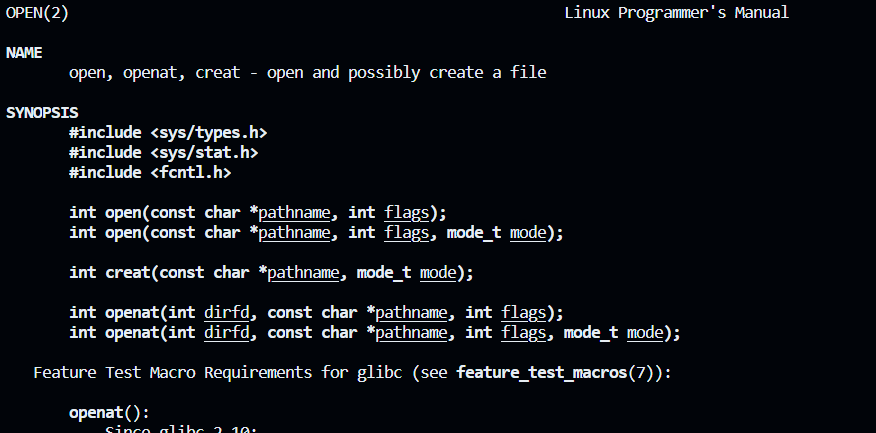 OPEN(2) Linux Programmer's Manual
NAME
open, openat, creat - open and possibly create a file
SYNOPSIS
#include <sys/types.h>
#include <sys/stat.h>
#include <fcntl.h>
int open(const char *pathname, int flags);
int open(const char *pathname, int flags, mode_t mode);
int creat(const char *pathname, mode_t mode);
int openat(int dirfd, const char *pathname, int flags);
int openat(int dirfd, const char *pathname, int flags, mode_t mode);
Feature Test Macro Requirements for glibc (see feature_test_macros(7)):
openat():
Since glibc 2.10: